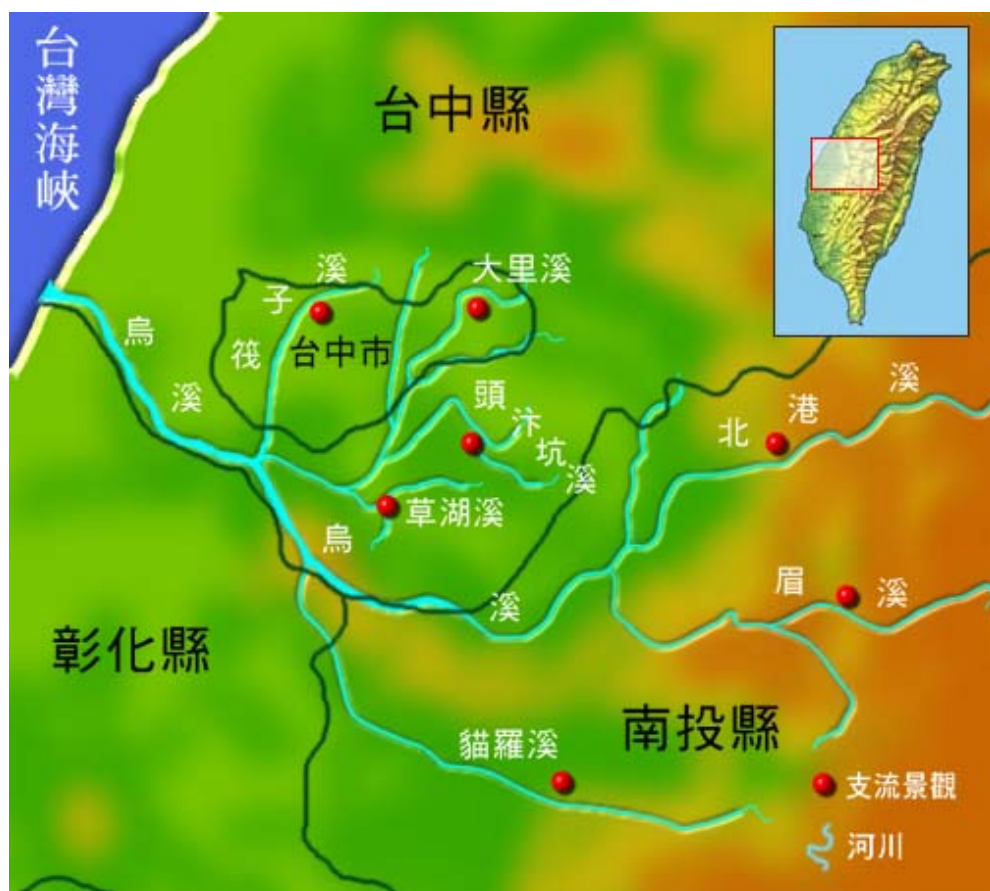 台灣海峽
台中縣
大里溪
筏子溪
台中市
烏溪
頭汴坑溪
北港溪
草湖溪
烏溪
眉溪
彰化縣
南投縣
貓羅溪
支流景觀
河川